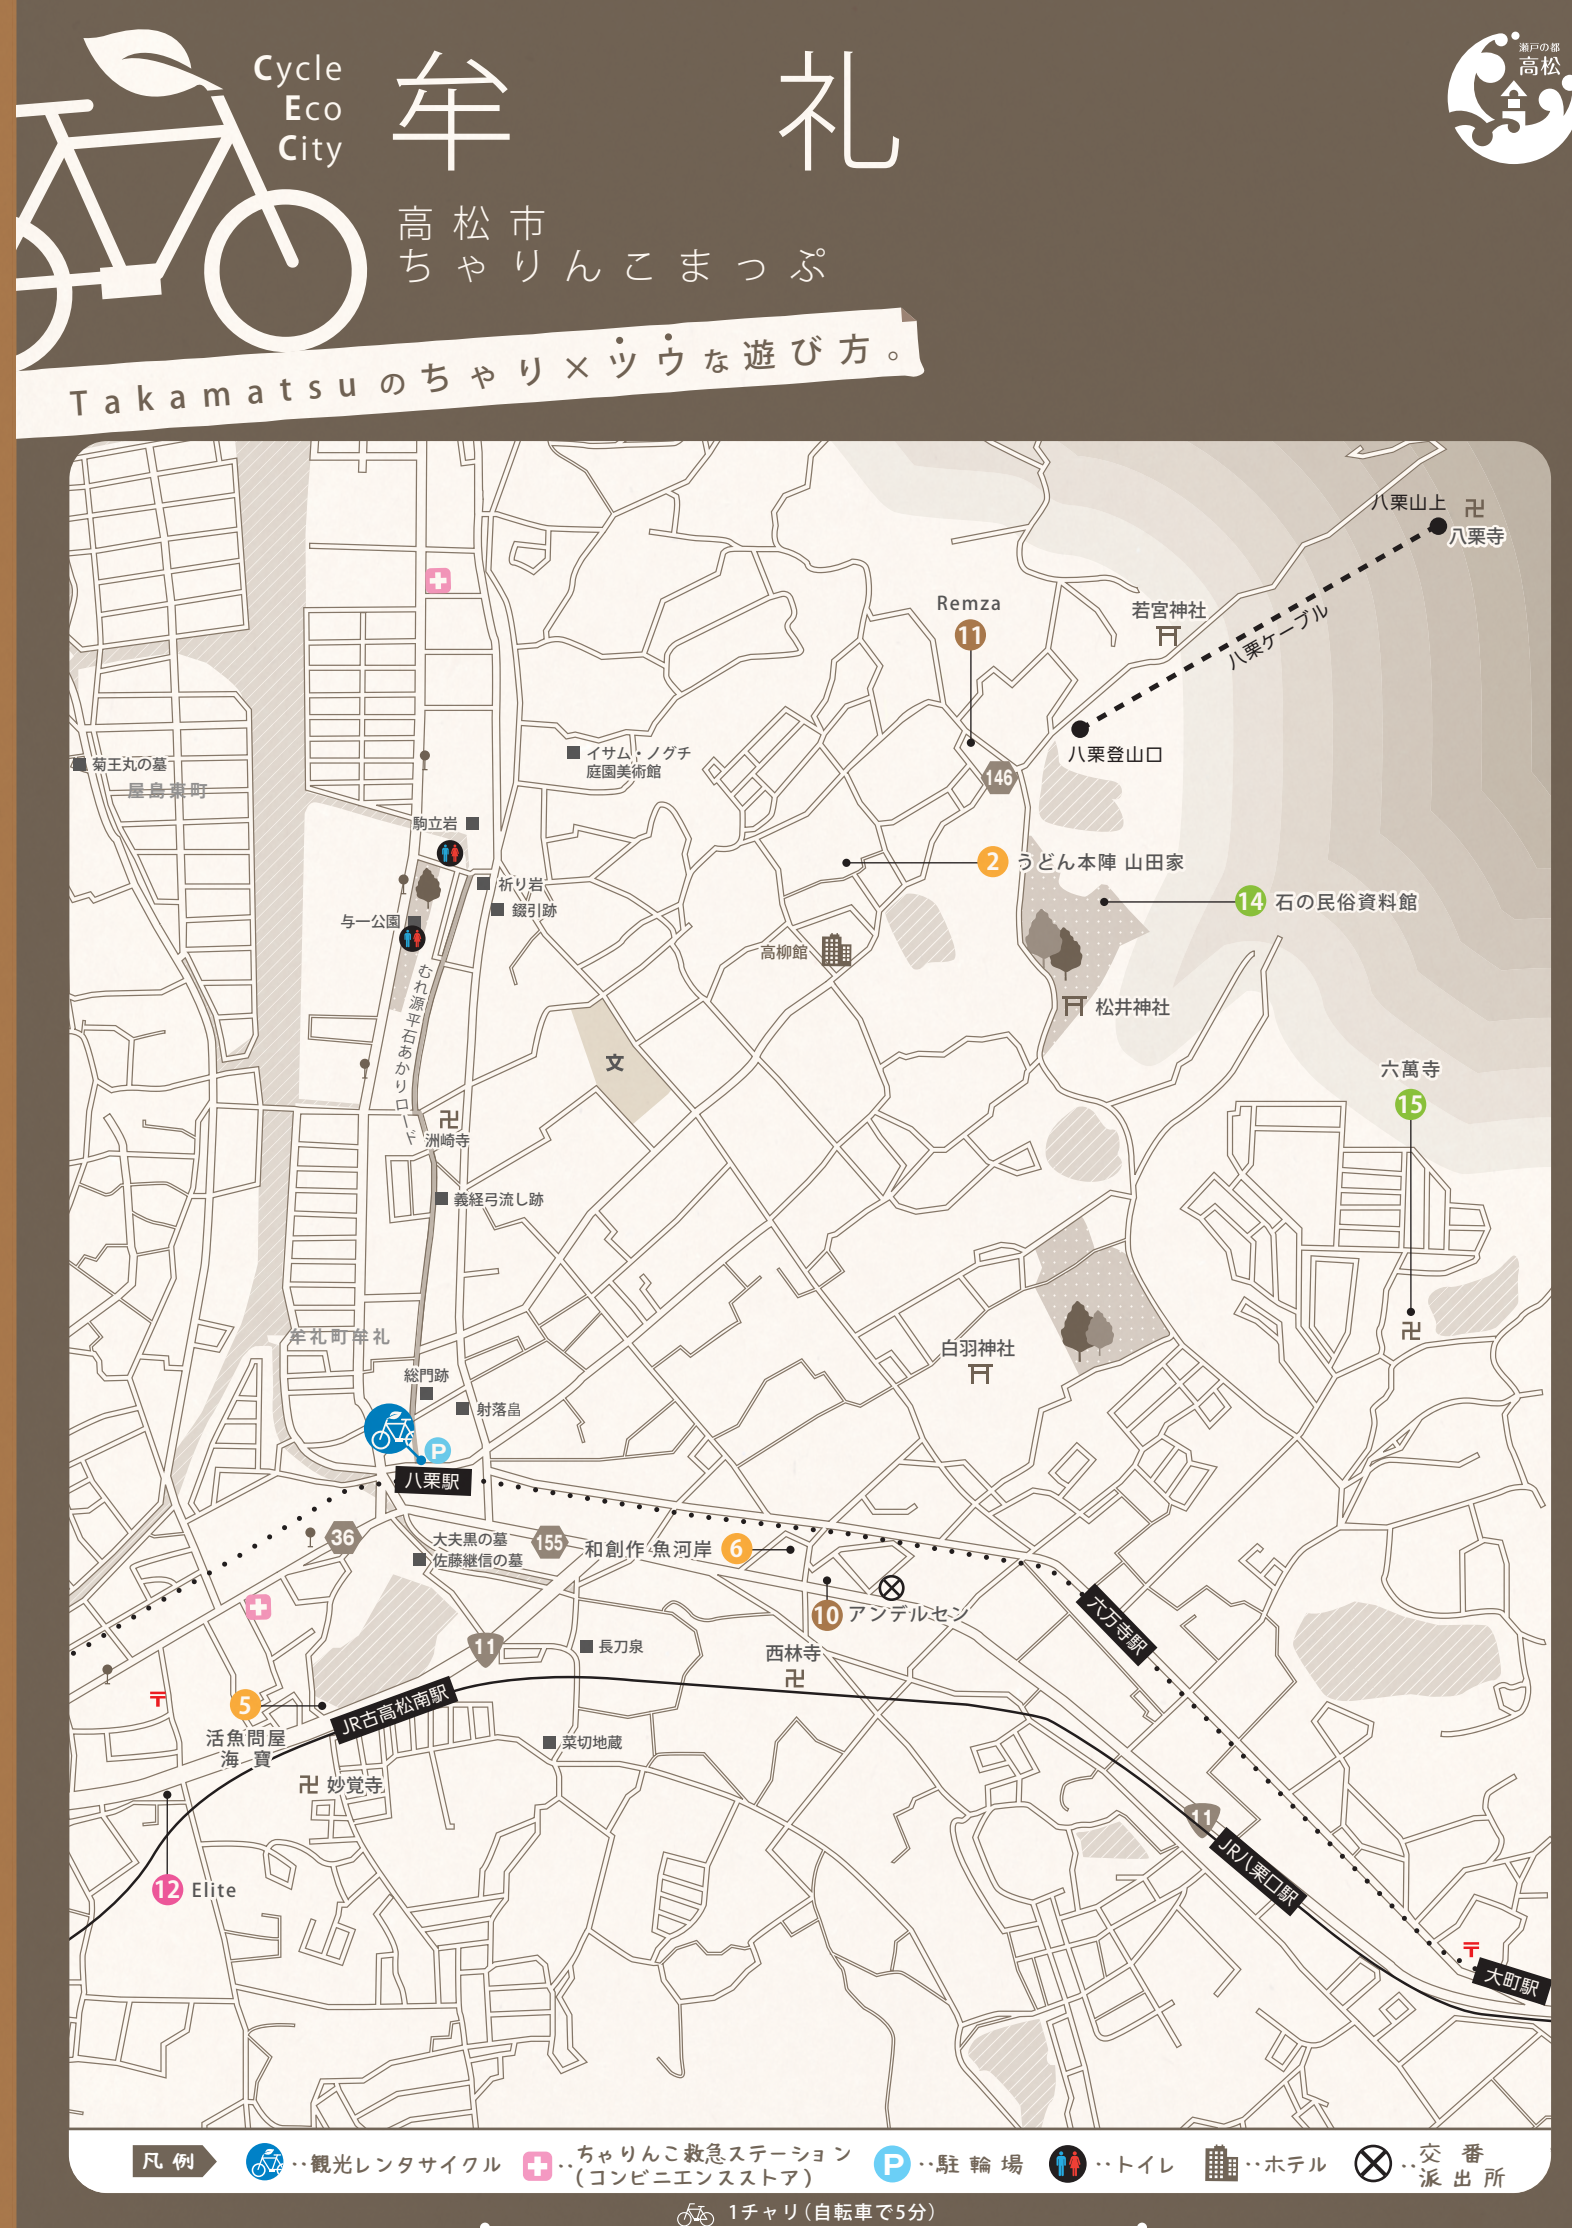 Cycle
Eco
City
牟礼
高松市
ちゃりんこまっぷ
瀬戸の都
高松
Takamatsuのちゃり×ツウな遊び方。
八栗山上
八栗寺
Remza
11
若宮神社
八栗ケーブル
八栗登山口
イサム・ノグチ
庭園美術館
菊王丸の墓
屋島東町
146
駒立岩
2 うどん本陣 山田家
祈り岩
錣引跡
14 石の民俗資料館
与一公園
高柳館
むれ源平石あかりロード
松井神社
文
六萬寺
15
洲崎寺
義経弓流し跡
牟礼町牟礼
白羽神社
総門跡
射落畠
P
八栗駅
36
大夫黒の墓
佐藤継信の墓
155
和創作 魚河岸 6
10 アンデルセン
六万寺駅
11
長刀泉
西林寺
5
活魚問屋
海寶
JR古高松南駅
菜切地蔵
妙覚寺
11
JR八栗口駅
12 Elite
大町駅
凡例
‥観光レンタサイクル
‥ちゃりんこ救急ステーション
(コンビニエンスストア)
P ‥駐輪場
‥トイレ
‥ホテル
‥交番
派出所
1チャリ(自転車で5分)